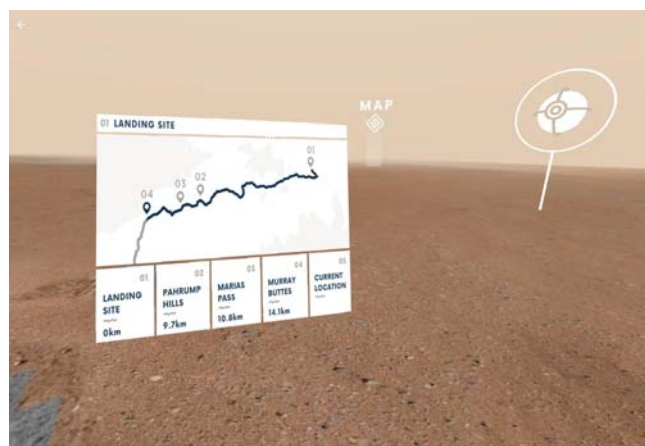 MAP
01 LANDING SITE
01
02
03
04
01
LANDING
SITE
0km
02
PAHRUMP
HILLS
9.7km
03
MARIAS
PASS
10.8km
04
MURRAY
BUTTES
14.1km
05
CURRENT
LOCATION